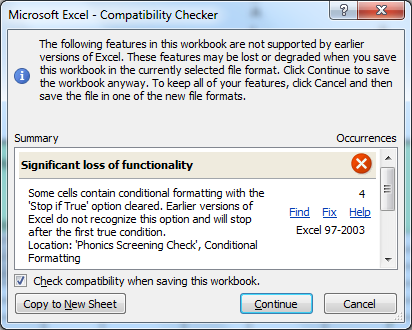 Microsoft Excel - Compatibility Checker
The following features in this workbook are not supported by earlier
versions of Excel. These features may be lost or degraded when you save
this workbook in the currently selected file format. Click Continue to save
the workbook anyway. To keep all of your features, click Cancel and then
save the file in one of the new file formats.
Summary Occurrences
Significant loss of functionality
Some cells contain conditional formatting with the 4
'Stop if True' option cleared. Earlier versions of Find Fix Help
Excel do not recognize this option and will stop Excel 97-2003
after the first true condition.
Location: 'Phonics Screening Check', Conditional
Formatting
Check compatibility when saving this workbook.
Copy to New Sheet Continue Cancel